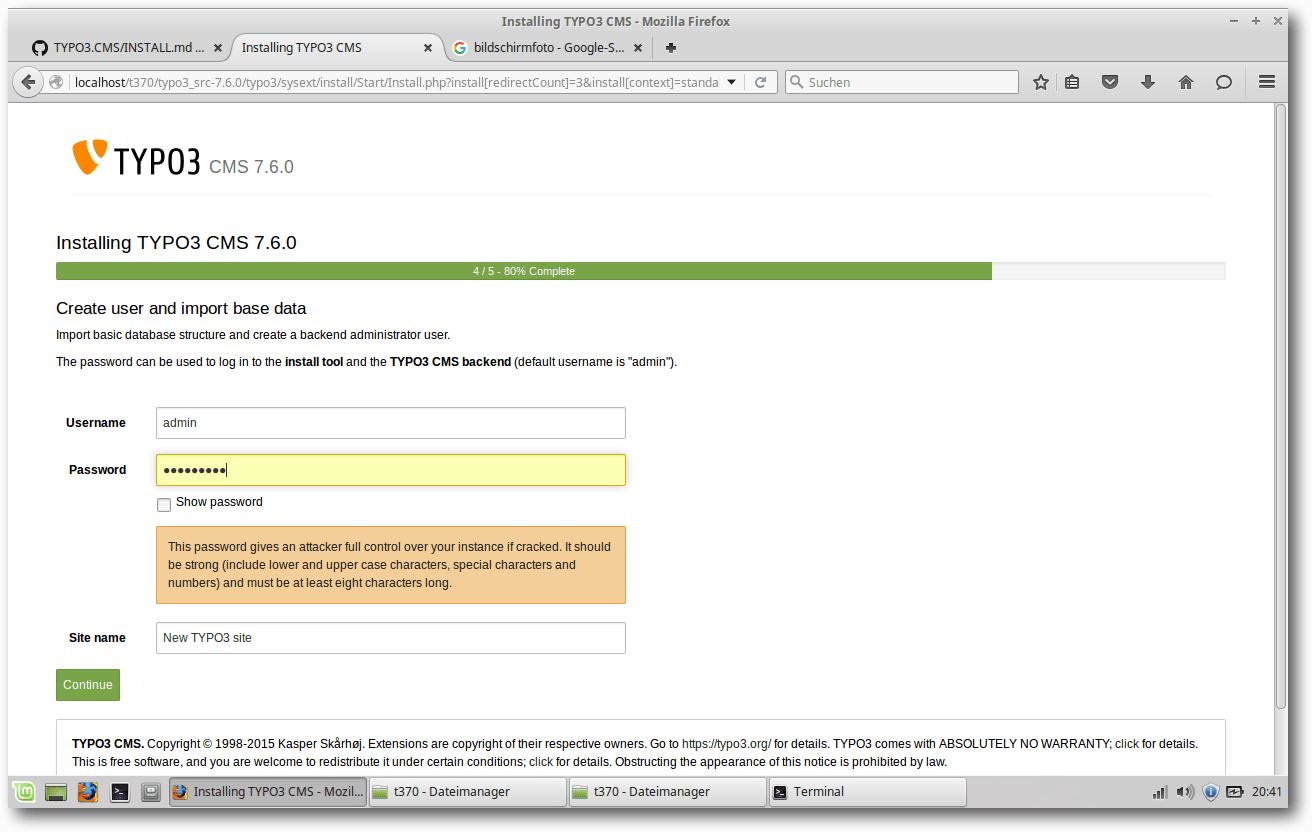 Installing TYPO3 CMS - Mozilla Firefox
TYPO3.CMS/INSTALL.md ... Installing TYPO3 CMS bildschirmfoto - Google-S...
localhost/t370/typo3_src-7.6.0/typo3/sysext/install/Start/Install.php?install[redirectCount]=3&install[context]=standa Suchen
TYPO3 CMS 7.6.0
Installing TYPO3 CMS 7.6.0
4 / 5 - 80% Complete
Create user and import base data
Import basic database structure and create a backend administrator user.
The password can be used to log in to the install tool and the TYPO3 CMS backend (default username is "admin").
Username admin
Password ●●●●●●●●●
Show password
This password gives an attacker full control over your instance if cracked. It should
be strong (include lower and upper case characters, special characters and
numbers) and must be at least eight characters long.
Site name New TYPO3 site
Continue
TYPO3 CMS. Copyright © 1998-2015 Kasper Skårhøj. Extensions are copyright of their respective owners. Go to https://typo3.org/ for details. TYPO3 comes with ABSOLUTELY NO WARRANTY; click for details.
This is free software, and you are welcome to redistribute it under certain conditions; click for details. Obstructing the appearance of this notice is prohibited by law.
Installing TYPO3 CMS - Mozil... t370 - Dateimanager t370 - Dateimanager Terminal 20:41